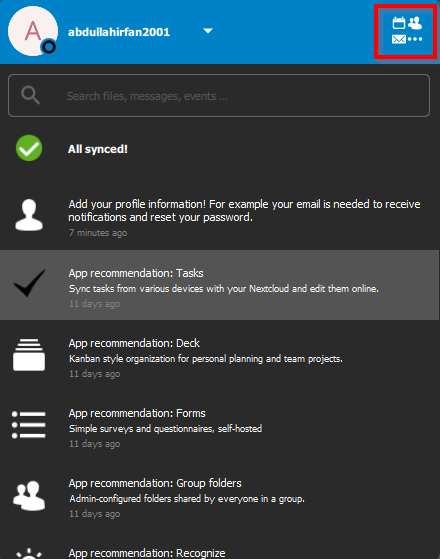 A
abdullahirfan2001
Search files, messages, events ...
All synced!
Add your profile information! For example your email is needed to receive
notifications and reset your password.
7 minutes ago
App recommendation: Tasks
Sync tasks from various devices with your Nextcloud and edit them online.
11 days ago
App recommendation: Deck
Kanban style organization for personal planning and team projects.
11 days ago
App recommendation: Forms
Simple surveys and questionnaires, self-hosted
11 days ago
App recommendation: Group folders
Admin-configured folders shared by everyone in a group.
11 days ago
App recommendation: Recognize